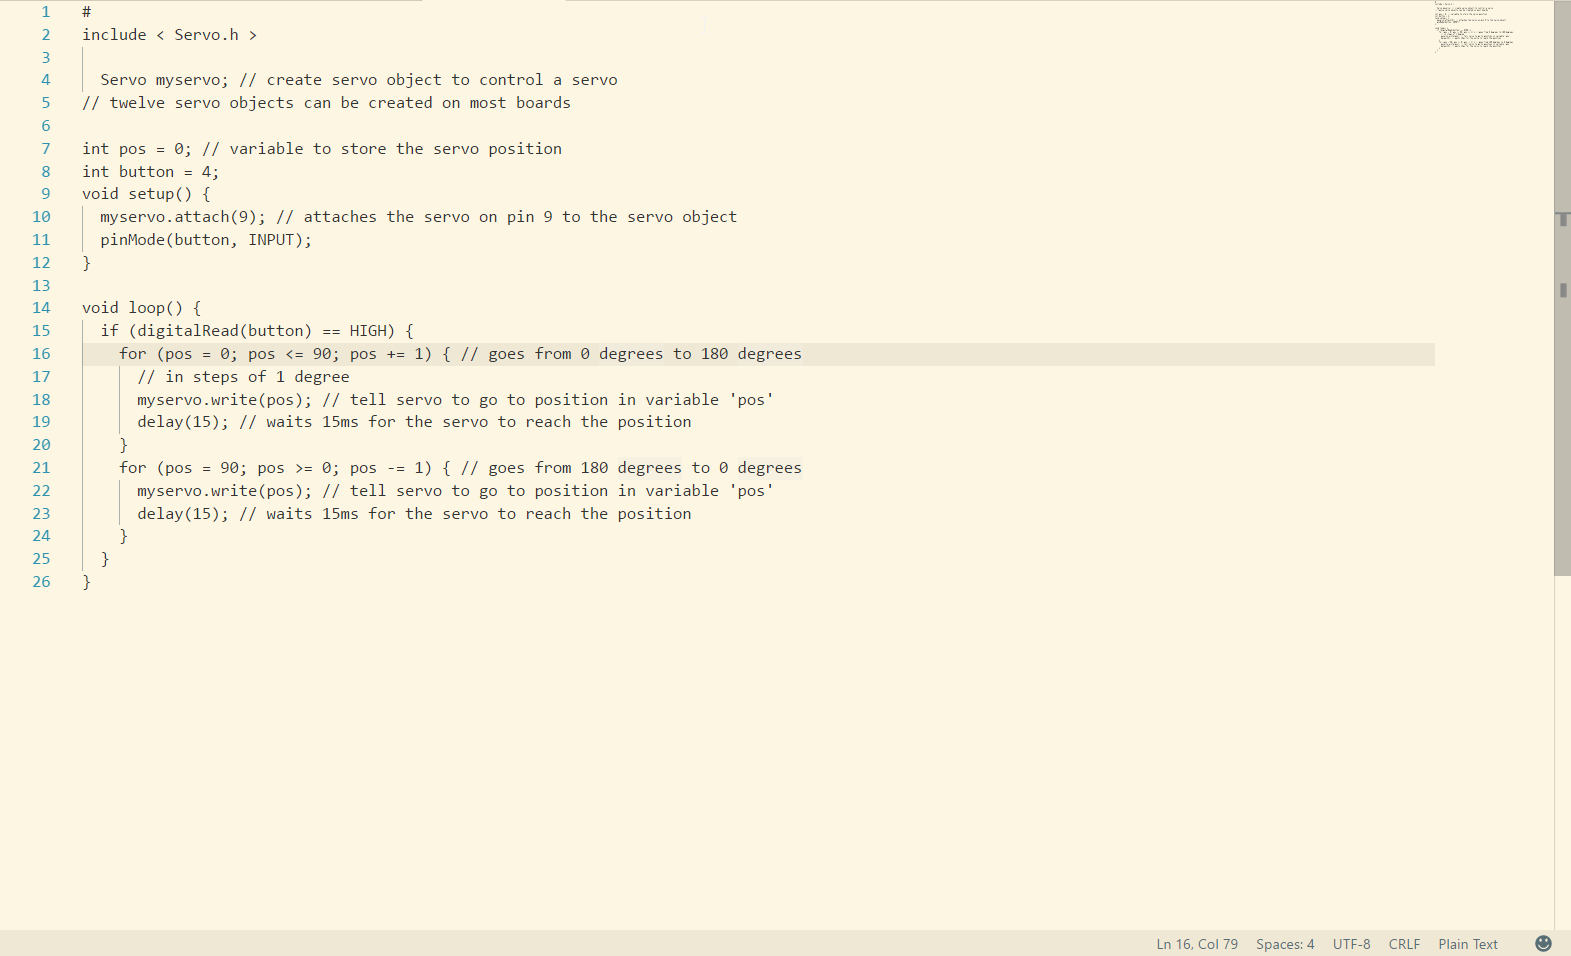 1 #
2 include < Servo.h >
3
4 Servo myservo; // create servo object to control a servo
5 // twelve servo objects can be created on most boards
6
7 int pos = 0; // variable to store the servo position
8 int button = 4;
9 void setup() {
10 myservo.attach(9); // attaches the servo on pin 9 to the servo object
11 pinMode(button, INPUT);
12 }
13
14 void loop() {
15 if (digitalRead(button) == HIGH) {
16 for (pos = 0; pos <= 90; pos += 1) { // goes from 0 degrees to 180 degrees
17 // in steps of 1 degree
18 myservo.write(pos); // tell servo to go to position in variable 'pos'
19 delay(15); // waits 15ms for the servo to reach the position
20 }
21 for (pos = 90; pos >= 0; pos -= 1) { // goes from 180 degrees to 0 degrees
22 myservo.write(pos); // tell servo to go to position in variable 'pos'
23 delay(15); // waits 15ms for the servo to reach the position
24 }
25 }
26 }
Ln 16, Col 79 Spaces: 4 UTF-8 CRLF Plain Text